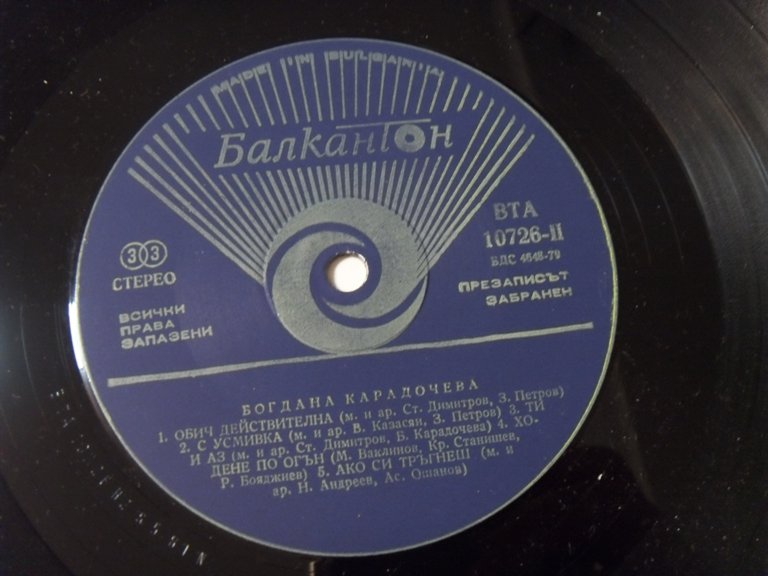 MADE IN BULGARIA
Балкантон
ВТА
10726-II
БДС 4848-79
33
СТЕРЕО
ПРЕЗАПИСЪТ
ЗАБРАНЕН
ВСИЧКИ
ПРАВА
ЗАПАЗЕНИ
БОГДАНА КАРАДОЧЕВА
1. ОБИЧ ДЕЙСТВИТЕЛНА (м. и ар. Ст. Димитров, З. Петров)
2. С УСМИВКА (м. и ар. В. Казасян, З. Петров) 3. ТИ
И АЗ (м. и ар. Ст. Димитров, Б. Карадочева) 4. ХО-
ДЕНЕ ПО ОГЪН (М. Ваклинов, Кр. Станишев,
Р. Бояджиев) 5. АКО СИ ТРЪГНЕШ (м. и
ар. Н. Андреев, Ас. Ошанов)